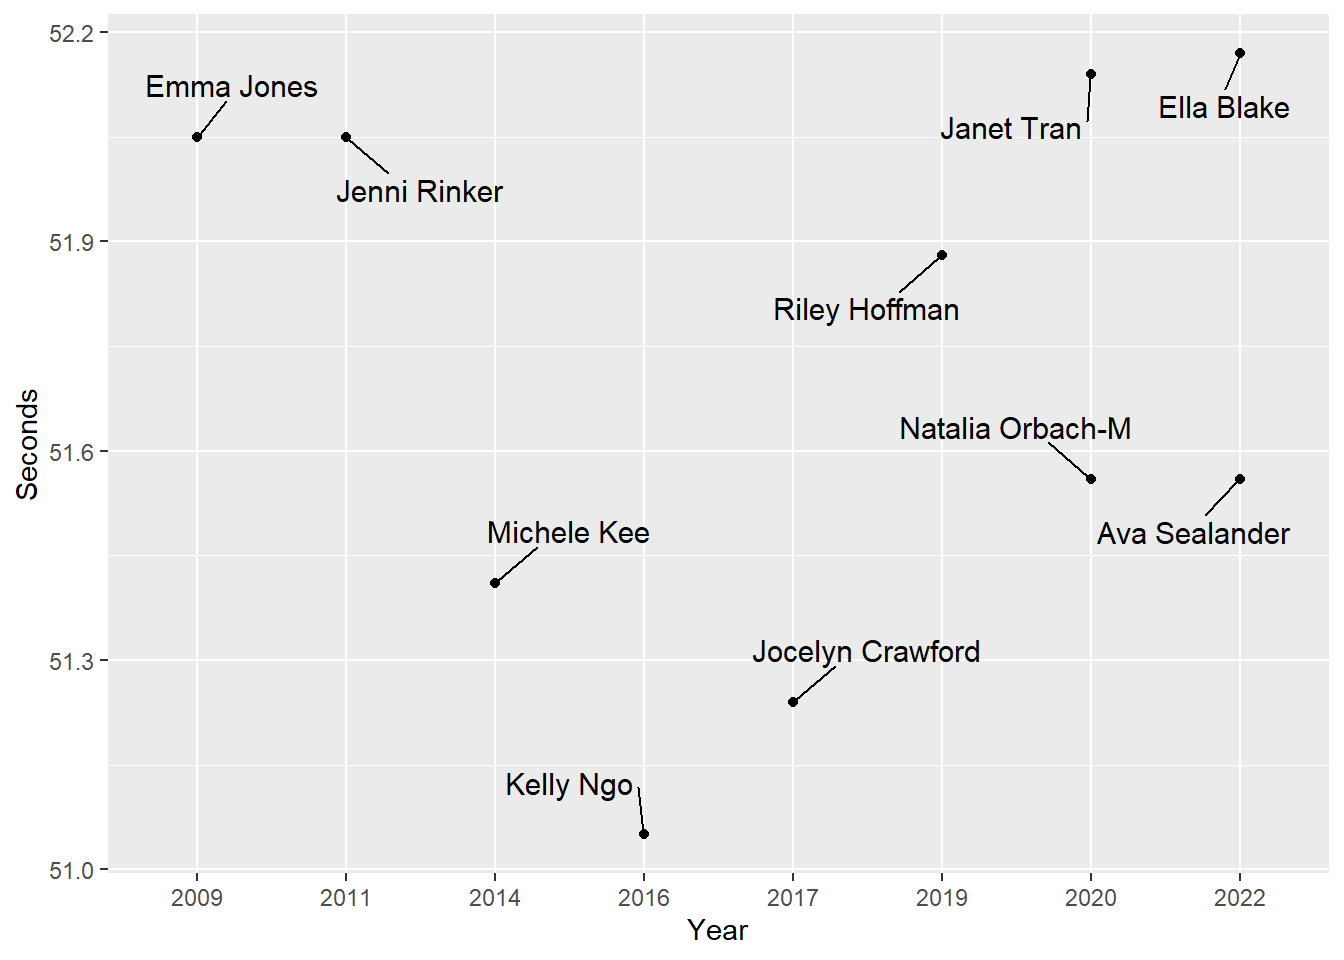 52.2
Emma Jones
Ella Blake
Janet Tran
Jenni Rinker
51.9
Riley Hoffman
Seconds
Natalia Orbach-M
51.6
Michele Kee
Ava Sealander
Jocelyn Crawford
51.3
Kelly Ngo
51.0
2009 2011 2014 2016 2017 2019 2020 2022
Year